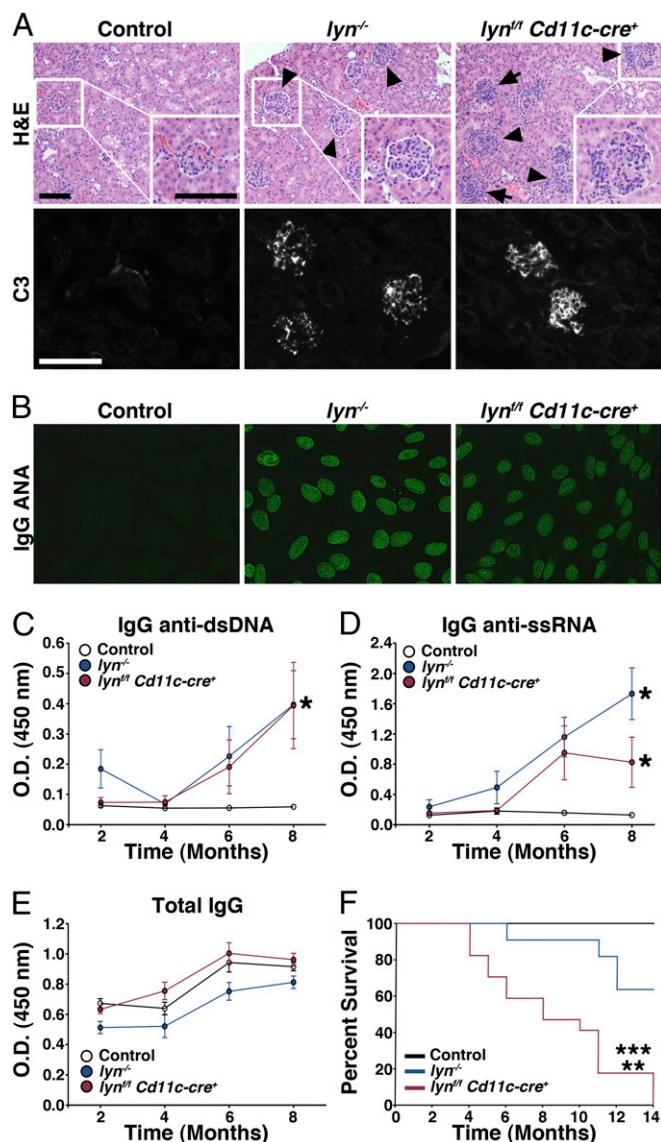 A
Control
lyn-/-
lynf/f Cd11c-cre+
H&E
C3
B
Control
lyn-/-
lynf/f Cd11c-cre+
IgG ANA
C
IgG anti-dsDNA
Control
lyn-/-
lynf/f Cd11c-cre+
O.D. (450 nm)
0.6
0.5
0.4
0.3
0.2
0.1
0.0
*
2 4 6 8
Time (Months)
D
IgG anti-ssRNA
Control
lyn-/-
lynf/f Cd11c-cre+
O.D. (450 nm)
2.4
1.8
1.2
0.6
0.0
*
*
2 4 6 8
Time (Months)
E
Total IgG
O.D. (450 nm)
1.2
1.0
0.8
0.6
0.4
0.2
0.0
Control
lyn-/-
lynf/f Cd11c-cre+
2 4 6 8
Time (Months)
F
Percent Survival
100
80
60
40
20
0
***
**
Control
lyn-/-
lynf/f Cd11c-cre+
0 2 4 6 8 10 12 14
Time (Months)